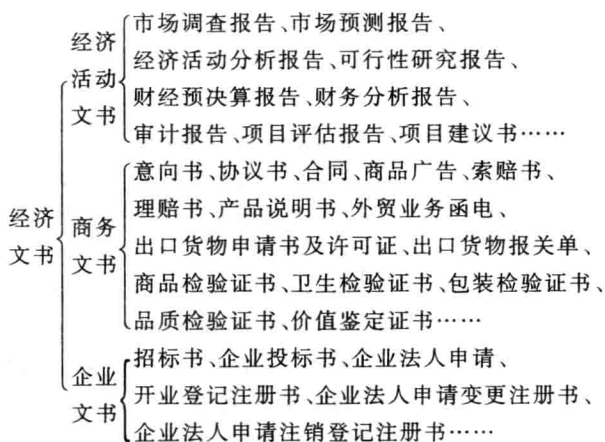 经济文书
经济活动文书
市场调查报告、市场预测报告、
经济活动分析报告、可行性研究报告、
财经预决算报告、财务分析报告、
审计报告、项目评估报告、项目建议书……
商务文书
意向书、协议书、合同、商品广告、索赔书、
理赔书、产品说明书、外贸业务函电、
出口货物申请书及许可证、出口货物报关单、
商品检验证书、卫生检验证书、包装检验证书、
品质检验证书、价值鉴定证书……
企业文书
招标书、企业投标书、企业法人申请、
开业登记注册书、企业法人申请变更注册书、
企业法人申请注销登记注册书……